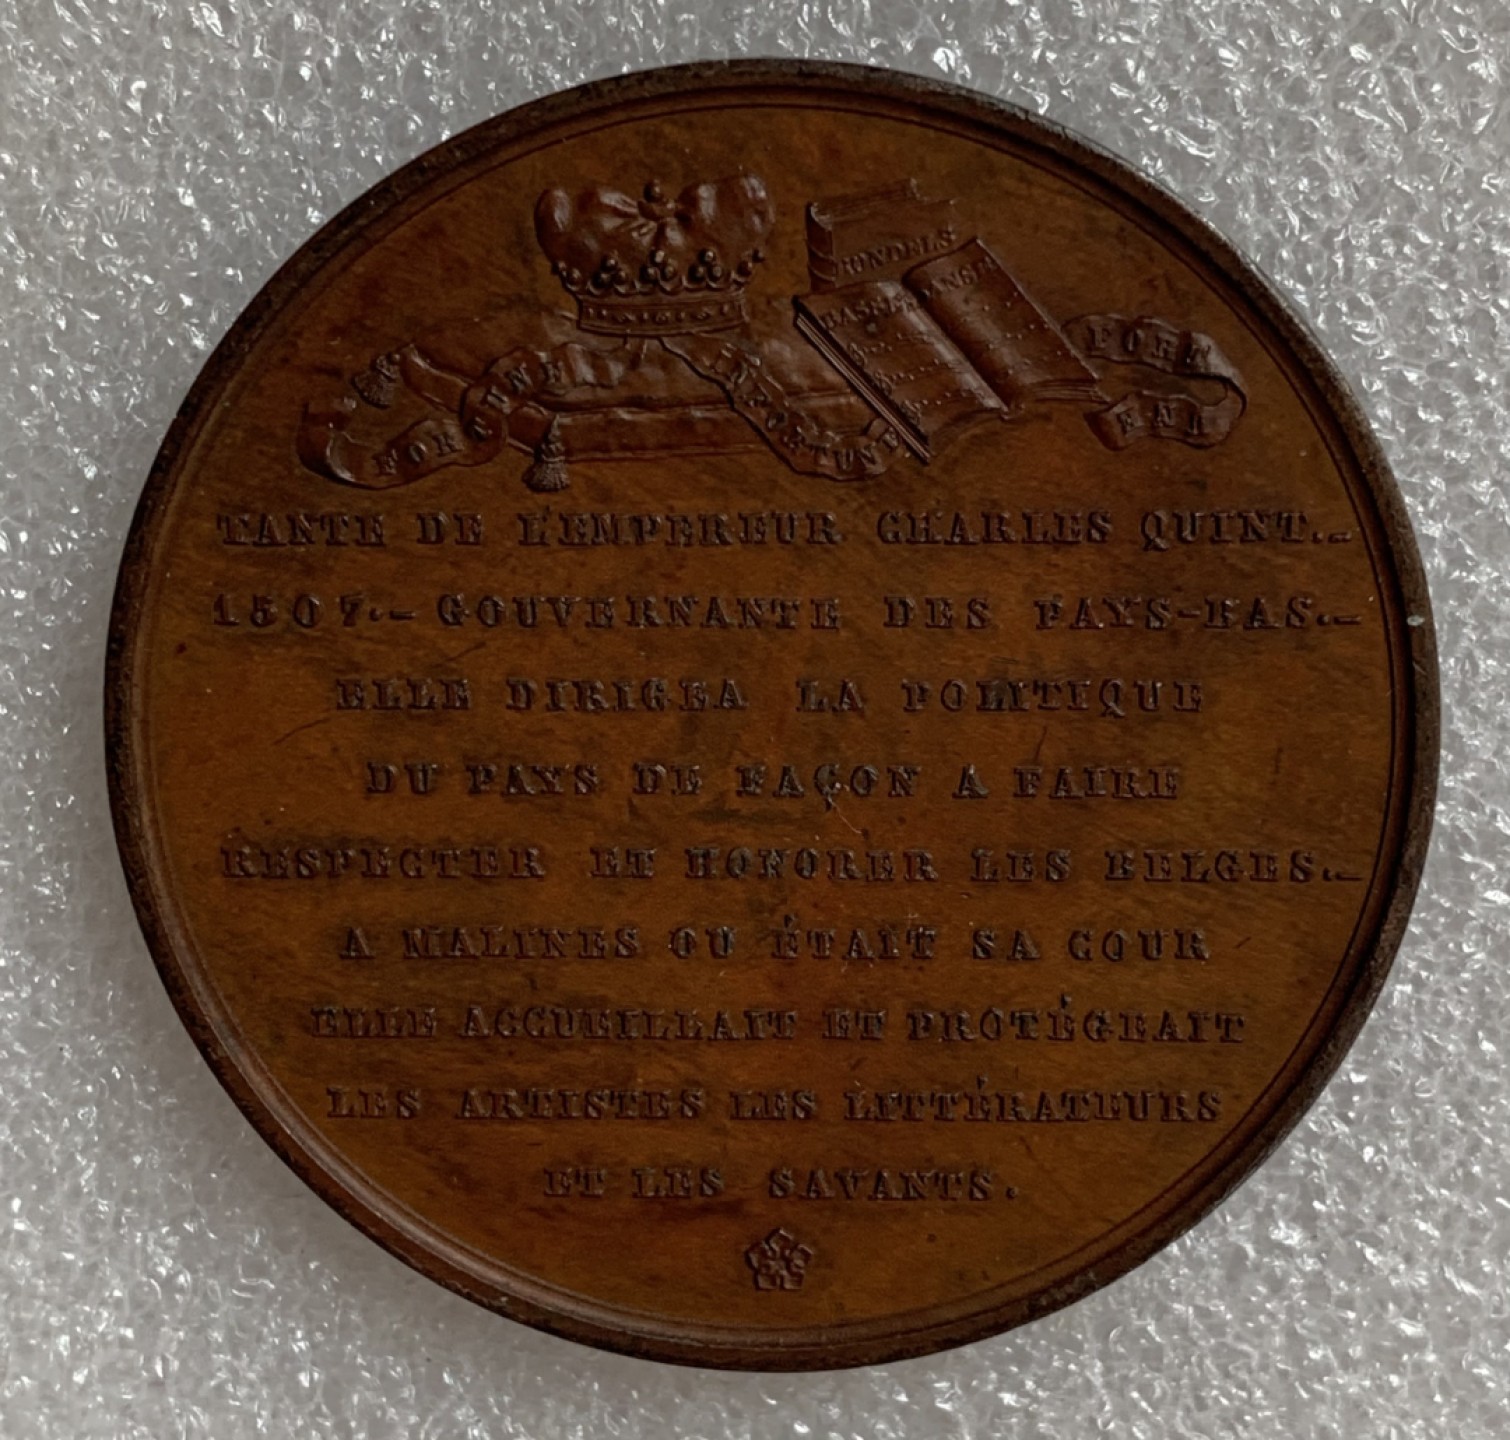 RONDELS
BASSE DANSE
FORTUNE
INFORTUNE
FORT
UNE
TANTE DE L'EMPEREUR CHARLES QUINT.-
1507.- GOUVERNANTE DES PAYS-BAS.-
ELLE DIRIGEA LA POLITIQUE
DU PAYS DE FAÇON A FAIRE
RESPECTER ET HONORER LES BELGES.-
A MALINES OU ÉTAIT SA COUR
ELLE ACCUEILLAIT ET PROTÉGEAIT
LES ARTISTES LES LITTÉRATEURS
ET LES SAVANTS.